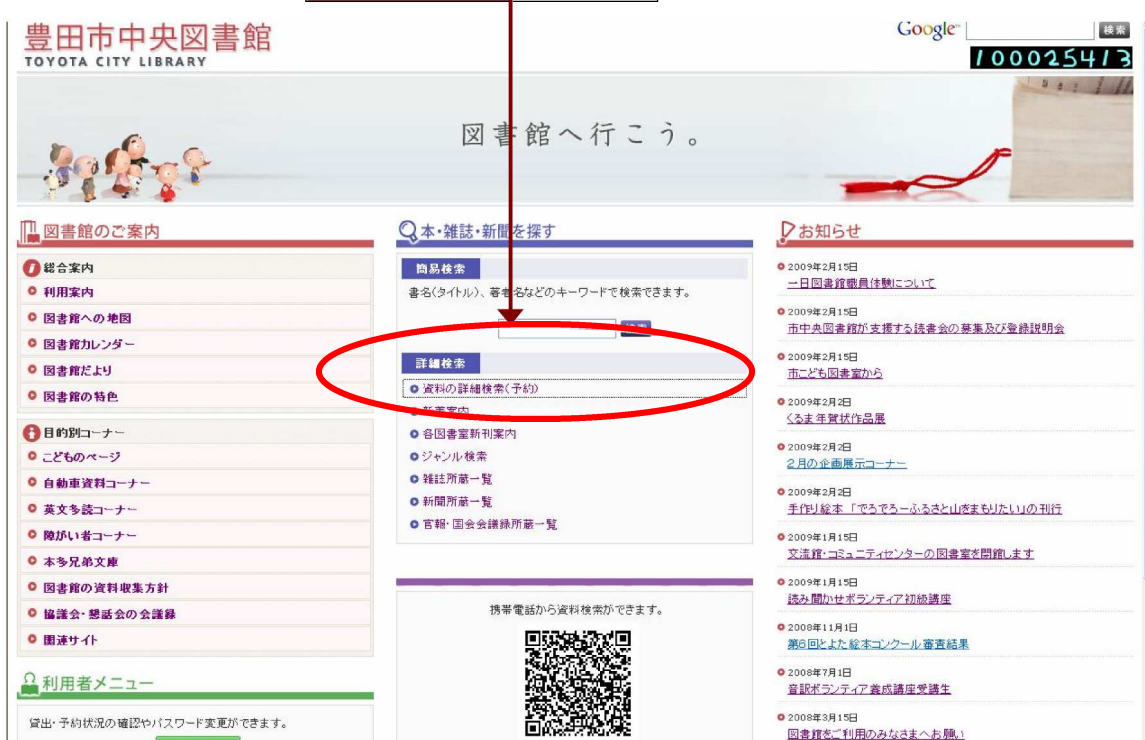 豊田市中央図書館
TOYOTA CITY LIBRARY
Google™
検索
100025413
図書館へ行こう。
図書館のご案内
総合案内
利用案内
図書館への地図
図書館カレンダー
図書館だより
図書館の特色
目的別コーナー
こどものページ
自動車資料コーナー
英文多読コーナー
障がい者コーナー
本多兄弟文庫
図書館の資料収集方針
協議会・懇話会の会議録
関連サイト
利用者メニュー
貸出・予約状況の確認やパスワード変更ができます。
本・雑誌・新聞を探す
簡易検索
書名(タイトル)、著者名などのキーワードで検索できます。
検索
詳細検索
資料の詳細検索(予約)
新着案内
各図書室新刊案内
ジャンル検索
雑誌所蔵一覧
新聞所蔵一覧
官報・国会会議録所蔵一覧
携帯電話から資料検索ができます。
お知らせ
2009年2月15日
一日図書館職員体験について
2009年2月15日
市中央図書館が支援する読書会の募集及び登録説明会
2009年2月15日
市こども図書室から
2009年2月2日
くるま年賀状作品展
2009年2月2日
2月の企画展示コーナー
2009年2月2日
手作り絵本「でろでろーふるさと山をまもりたい」の刊行
2009年1月15日
交流館・コミュニティセンターの図書室を閉館します
2009年1月15日
読み聞かせボランティア初級講座
2008年11月1日
第6回とよた絵本コンクール審査結果
2008年7月1日
音訳ボランティア養成講座受講生
2008年3月15日
図書館をご利用のみなさまへお願い